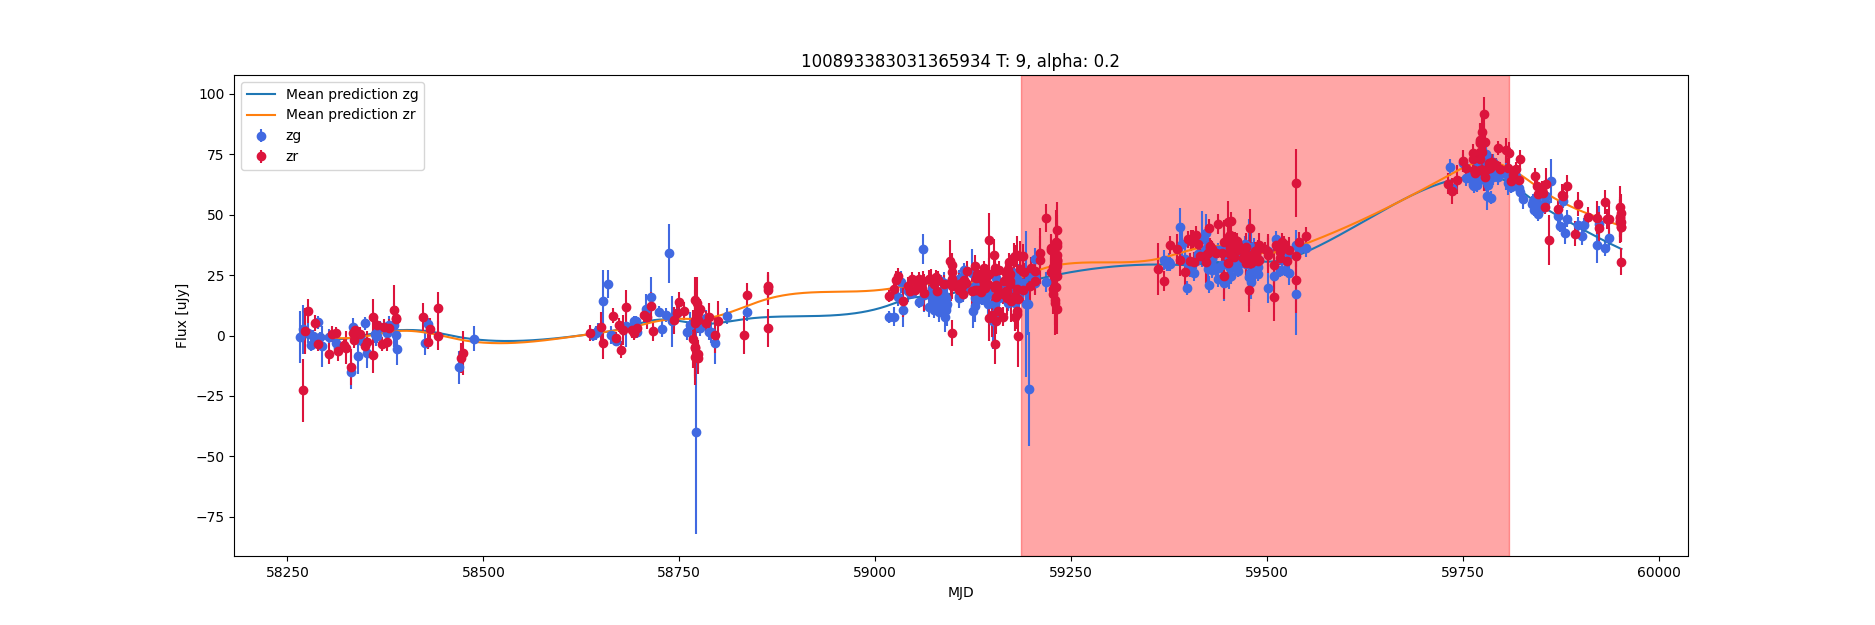 100893383031365934 T: 9, alpha: 0.2
Mean prediction zg
Mean prediction zr
zg
zr
100
75
50
25
0
−25
−50
−75
Flux [uJy]
58250 58500 58750 59000 59250 59500 59750 60000
MJD